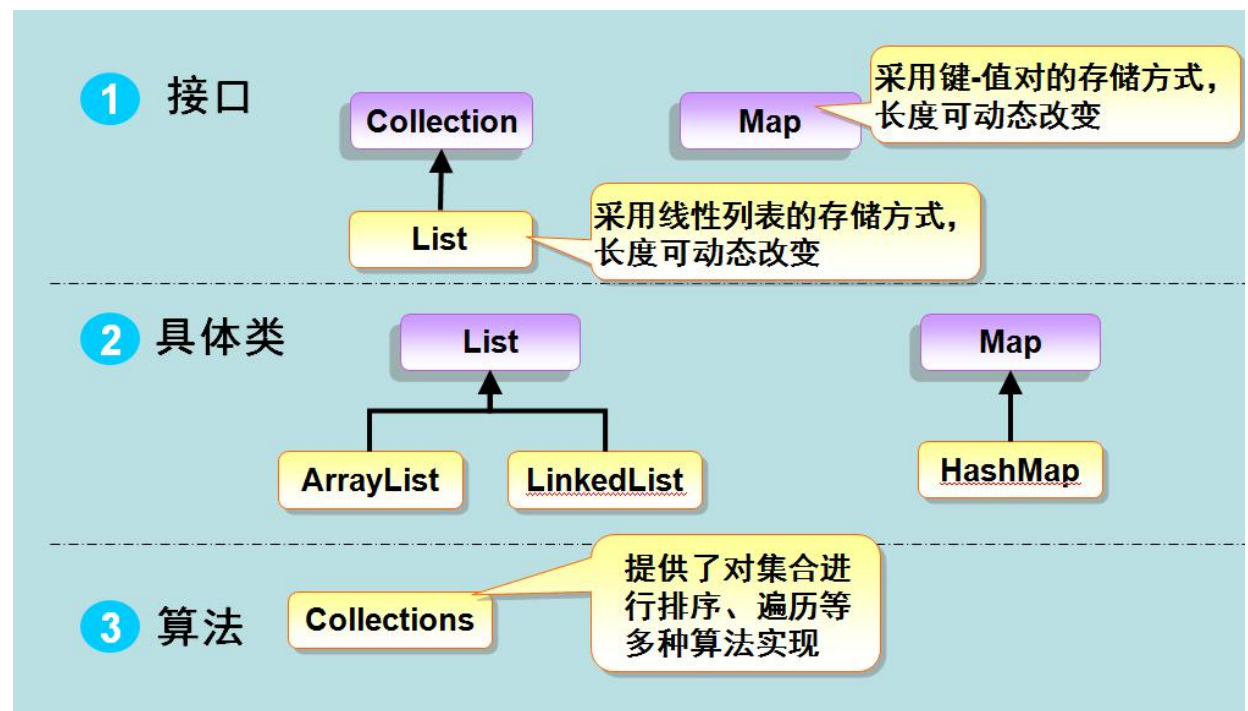 1 接口
Collection
Map
采用键-值对的存储方式，
长度可动态改变
List
采用线性列表的存储方式，
长度可动态改变
2 具体类
List
Map
ArrayList
LinkedList
HashMap
3 算法
Collections
提供了对集合进
行排序、遍历等
多种算法实现